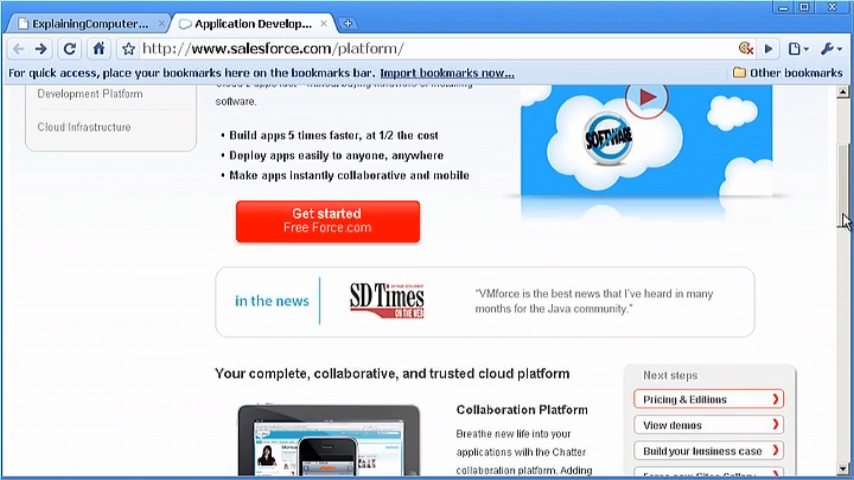 ExplainingComputer...
Application Develop...
http://www.salesforce.com/platform/
For quick access, place your bookmarks here on the bookmarks bar. Import bookmarks now...
Other bookmarks
Development Platform
Cloud Infrastructure
software.
• Build apps 5 times faster, at 1/2 the cost
• Deploy apps easily to anyone, anywhere
• Make apps instantly collaborative and mobile
SOFTWARE
Get started
Free Force.com
in the news
SD Times
ON THE WEB
"VMforce is the best news that I've heard in many
months for the Java community."
Your complete, collaborative, and trusted cloud platform
Next steps
Pricing & Editions
View demos
Build your business case
Collaboration Platform
Breathe new life into your
applications with the Chatter
collaboration platform. Adding